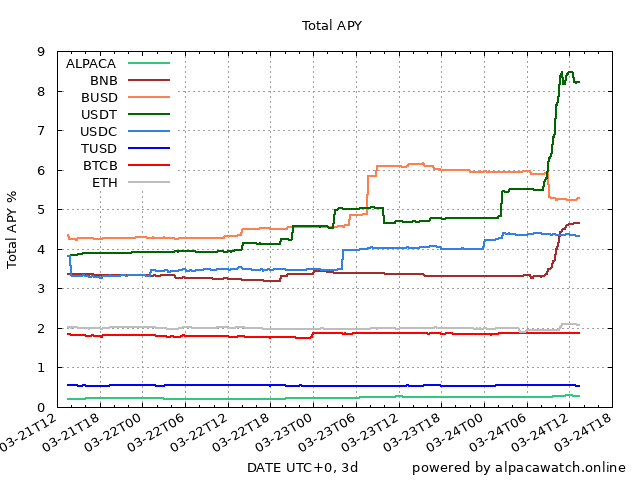 Total APY
Total APY %
9
8
7
6
5
4
3
2
1
0
ALPACA
BNB
BUSD
USDT
USDC
TUSD
BTCB
ETH
03-21T12
03-21T18
03-22T00
03-22T06
03-22T12
03-22T18
03-23T00
03-23T06
03-23T12
03-23T18
03-24T00
03-24T06
03-24T12
03-24T18
DATE UTC+0, 3d
powered by alpacawatch.online